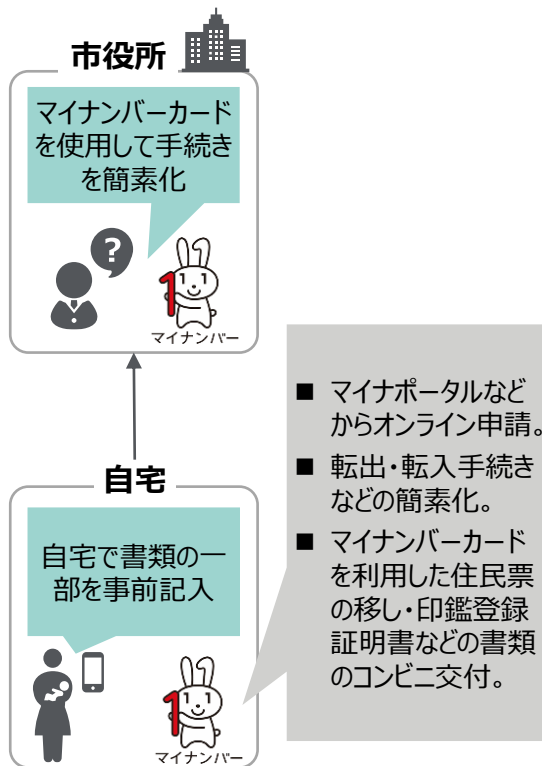 市役所
マイナンバーカード
を使用して手続き
を簡素化
?
1
マイナンバー
自宅
自宅で書類の一
部を事前記入
1
マイナンバー
■ マイナポータルなど
からオンライン申請。
■ 転出・転入手続き
などの簡素化。
■ マイナンバーカード
を利用した住民票
の移し・印鑑登録
証明書などの書類
のコンビニ交付。